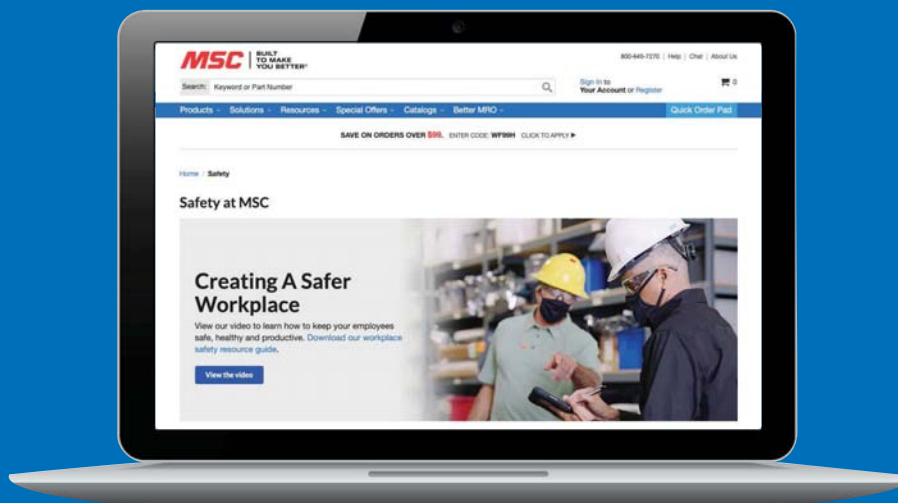 MSC
BUILT
TO MAKE
YOU BETTER®
800-645-7270 | Help | Chat | About Us
Search: Keyword or Part Number
Sign In to
Your Account or Register
0
Products Solutions Resources Special Offers Catalogs Better MRO
Quick Order Pad
SAVE ON ORDERS OVER $99. ENTER CODE: WF99H CLICK TO APPLY ▶
Home / Safety
Safety at MSC
Creating A Safer
Workplace
View our video to learn how to keep your employees
safe, healthy and productive. Download our workplace
safety resource guide.
View the video